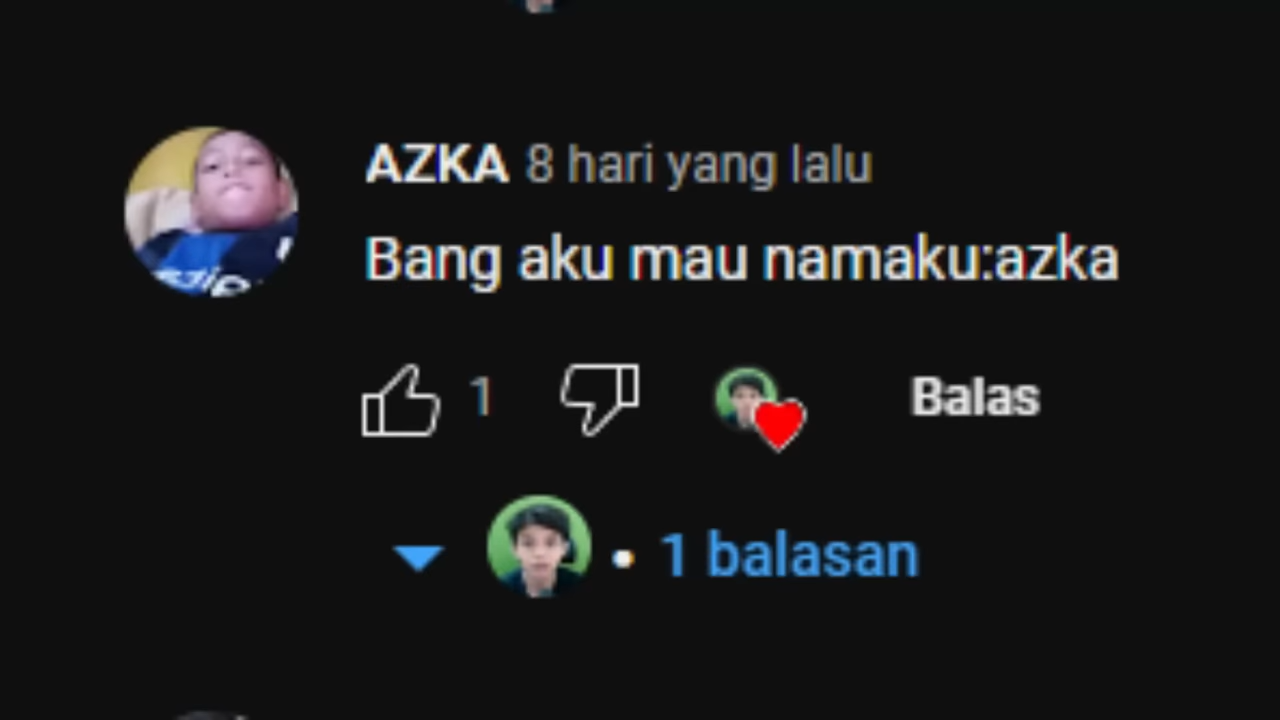 AZKA 8 hari yang lalu
Bang aku mau namaku:azka
1
Balas
1 balasan